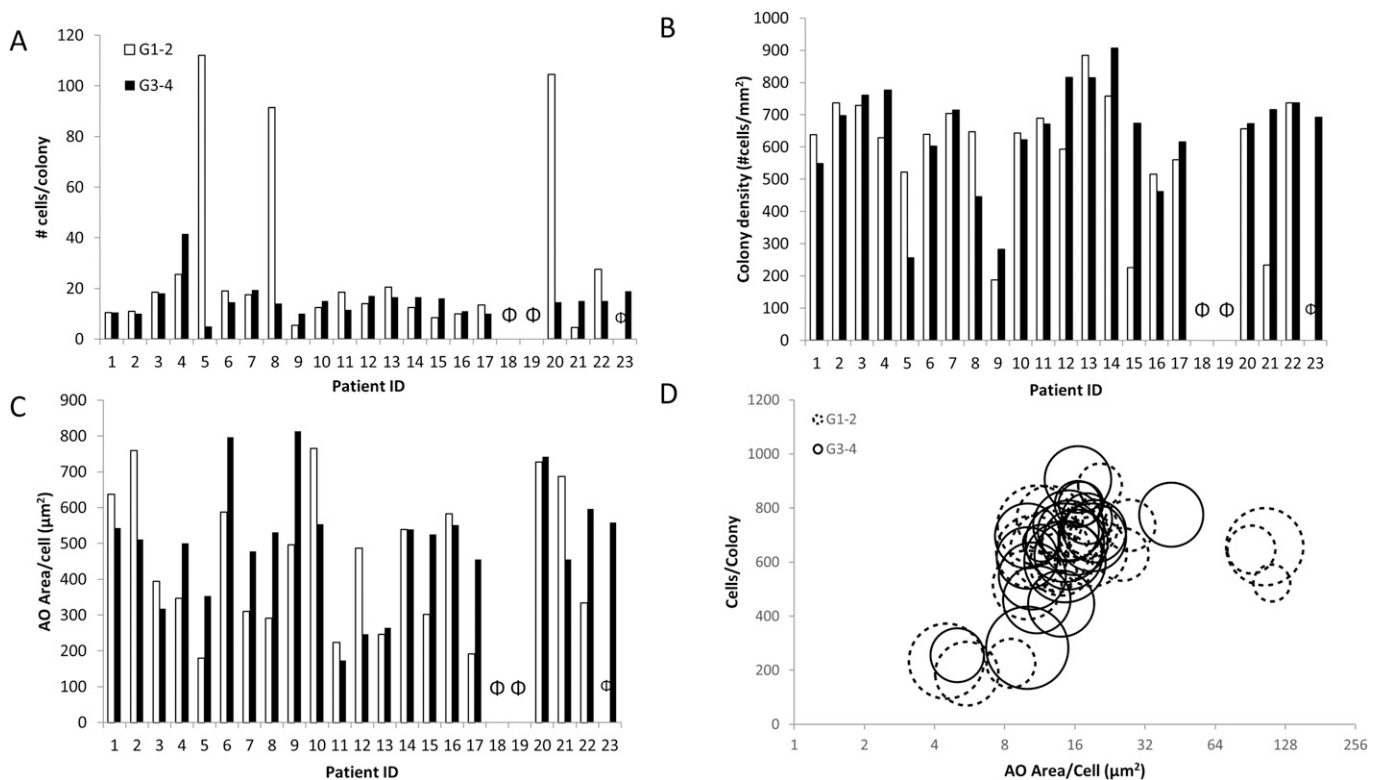 A
120
100
80
60
40
20
0
# cells/colony
G1-2
G3-4
Φ Φ Φ
1 2 3 4 5 6 7 8 9 10 11 12 13 14 15 16 17 18 19 20 21 22 23
Patient ID
B
1000
900
800
700
600
500
400
300
200
100
0
Colony density (#cells/mm²)
Φ Φ Φ
1 2 3 4 5 6 7 8 9 10 11 12 13 14 15 16 17 18 19 20 21 22 23
Patient ID
C
900
800
700
600
500
400
300
200
100
0
AO Area/cell (µm²)
Φ Φ Φ
1 2 3 4 5 6 7 8 9 10 11 12 13 14 15 16 17 18 19 20 21 22 23
Patient ID
D
1200
1000
800
600
400
200
0
Cells/Colony
G1-2
G3-4
1 2 4 8 16 32 64 128 256
AO Area/Cell (µm²)